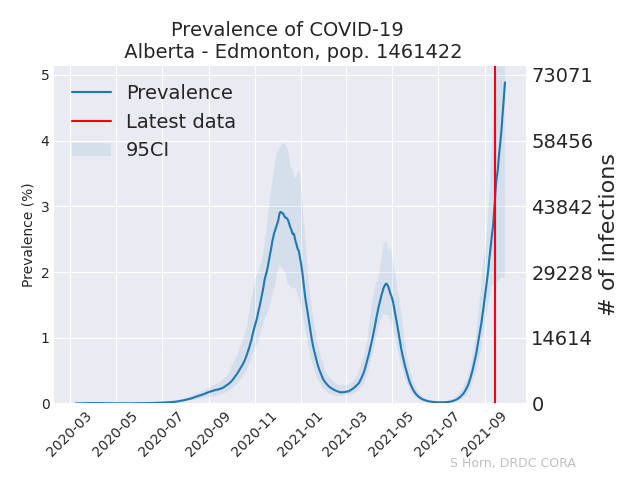 Prevalence of COVID-19
Alberta - Edmonton, pop. 1461422
Prevalence
Latest data
95CI
Prevalence (%)
5
4
3
2
1
0
73071
58456
43842
29228
14614
0
# of infections
2020-03
2020-05
2020-07
2020-09
2020-11
2021-01
2021-03
2021-05
2021-07
2021-09
S Horn, DRDC CORA